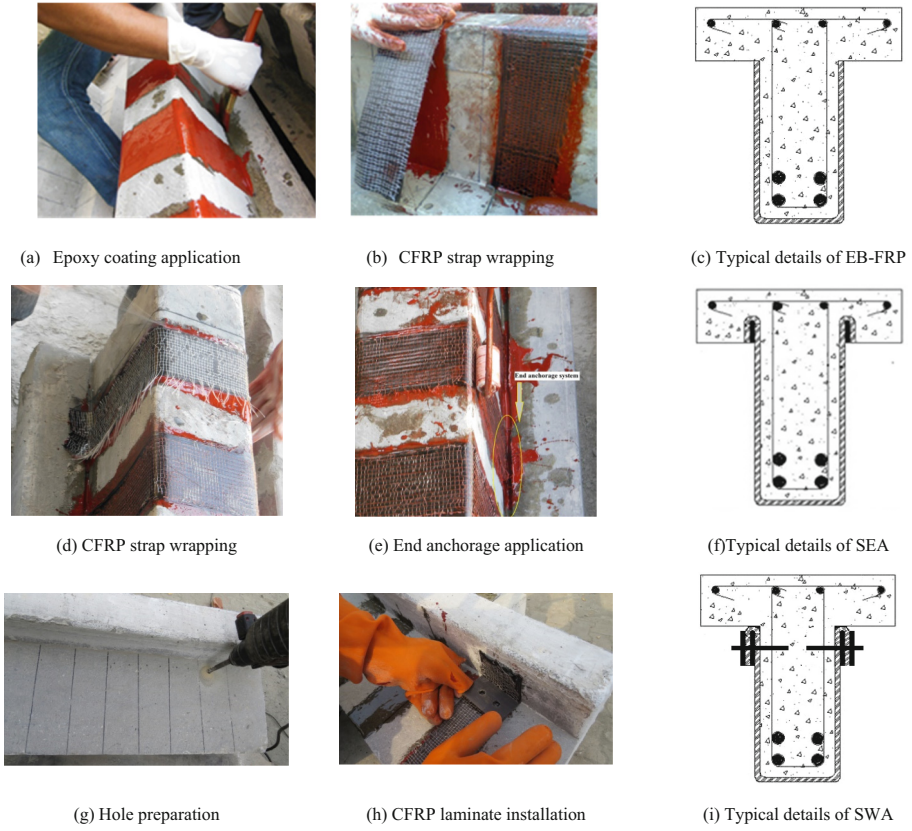 (a) Epoxy coating application
(b) CFRP strap wrapping
(c) Typical details of EB-FRP
End anchorage system
(d) CFRP strap wrapping
(e) End anchorage application
(f)Typical details of SEA
(g) Hole preparation
(h) CFRP laminate installation
(i) Typical details of SWA